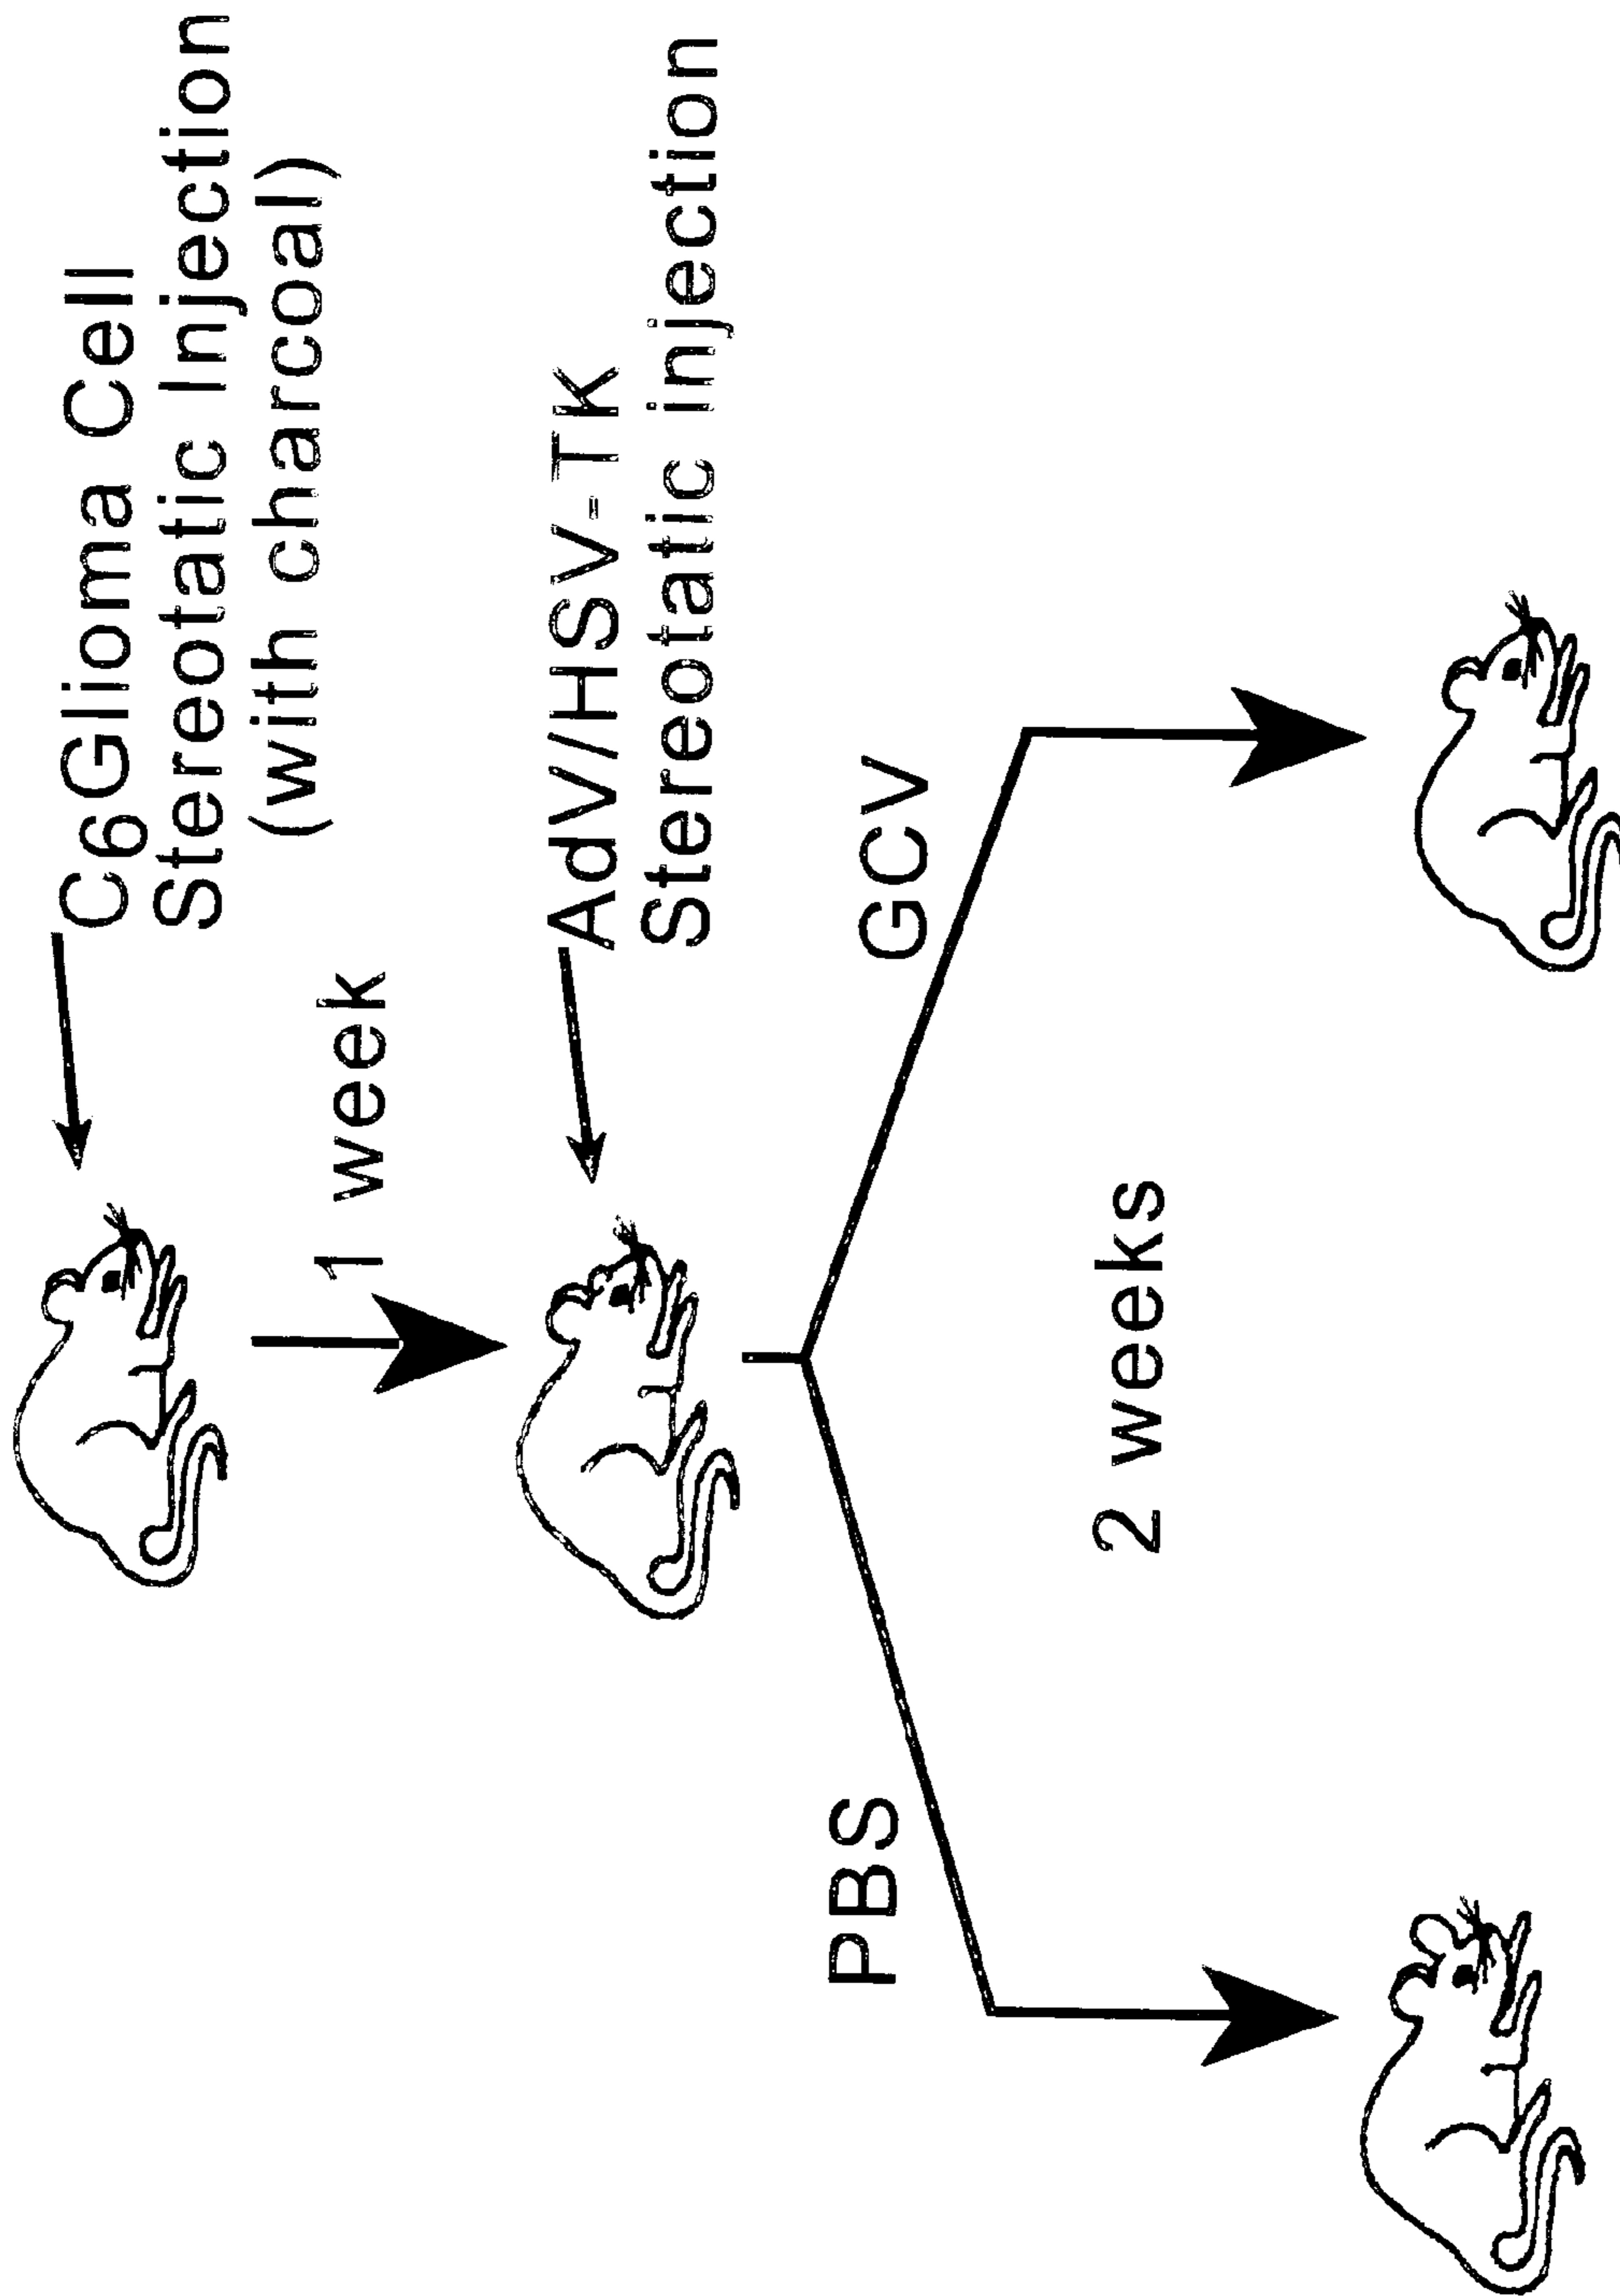 C6Glioma Cell
Stereotatic Injection
(with charcoal)
1 week
AdV//HSV-TK
Stereotatic injection
PBS
GCV
2 weeks